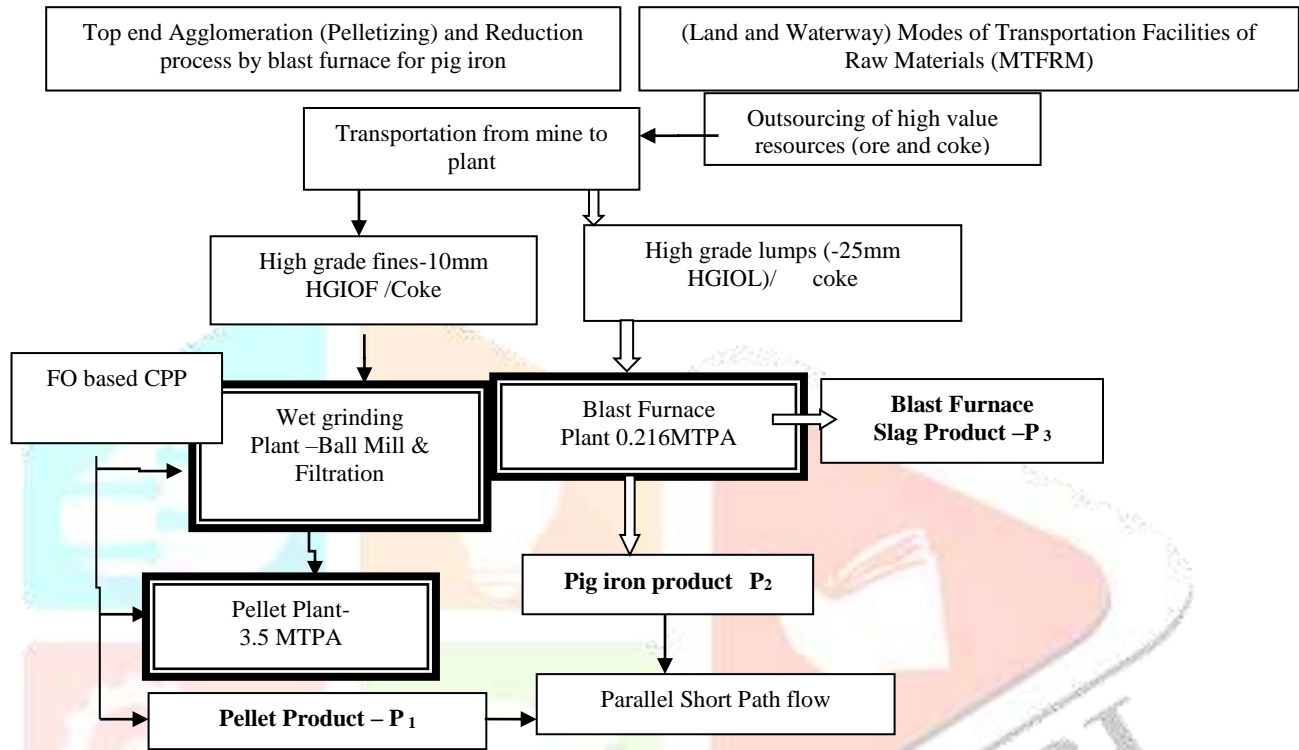 Top end Agglomeration (Pelletizing) and Reduction
process by blast furnace for pig iron
(Land and Waterway) Modes of Transportation Facilities of
Raw Materials (MTFRM)
Transportation from mine to
plant
Outsourcing of high value
resources (ore and coke)
High grade fines-10mm
HGIOF /Coke
High grade lumps (-25mm
HGIOL)/ coke
FO based CPP
Wet grinding
Plant –Ball Mill &
Filtration
Blast Furnace
Plant 0.216MTPA
Blast Furnace
Slag Product –P 3
Pellet Plant-
3.5 MTPA
Pig iron product P2
Pellet Product – P 1
Parallel Short Path flow